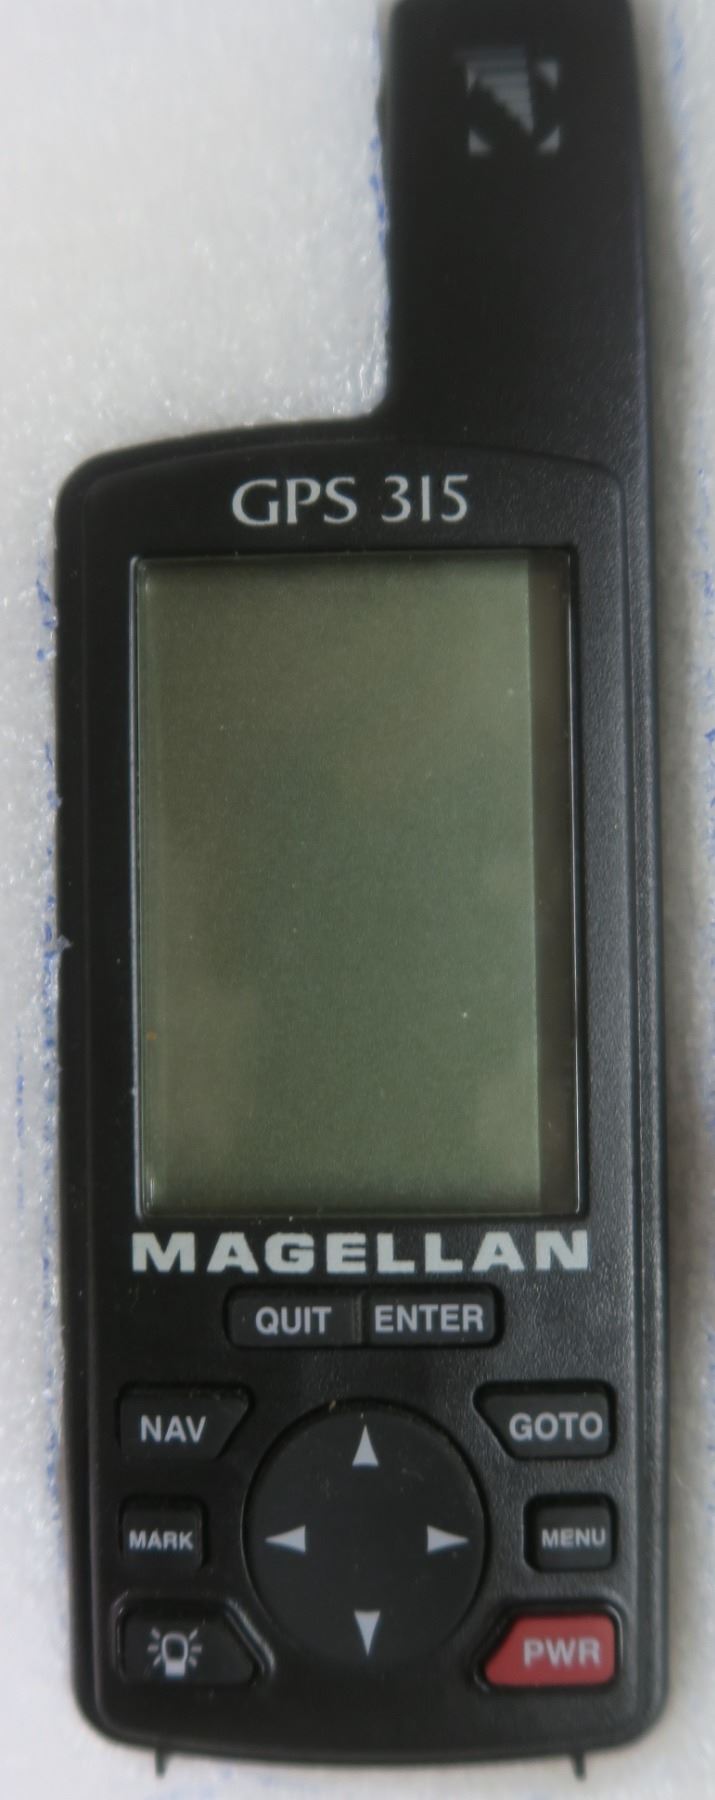 GPS 315
MAGELLAN
QUIT ENTER
NAV GOTO
MARK MENU
PWR